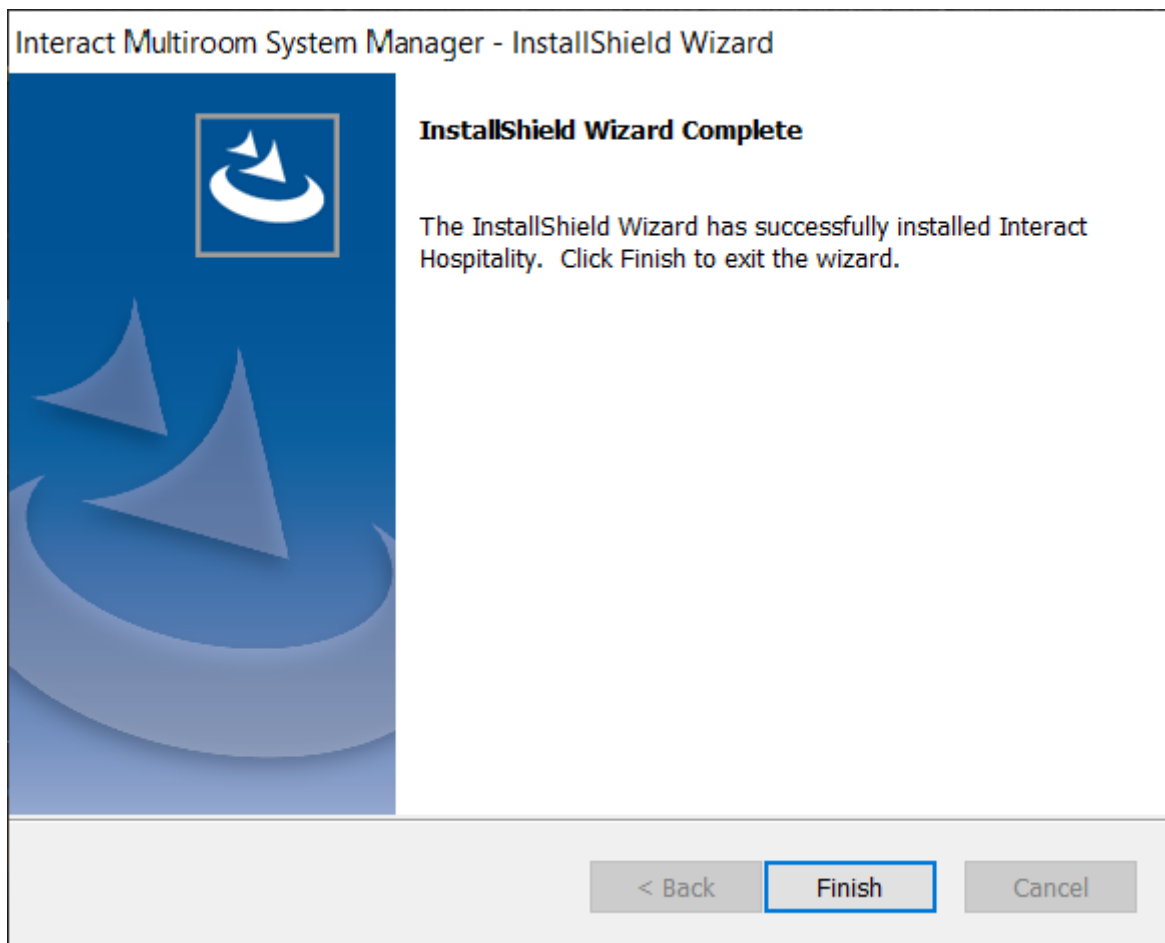 Interact Multiroom System Manager - InstallShield Wizard
InstallShield Wizard Complete
The InstallShield Wizard has successfully installed Interact
Hospitality.  Click Finish to exit the wizard.
< Back
Finish
Cancel